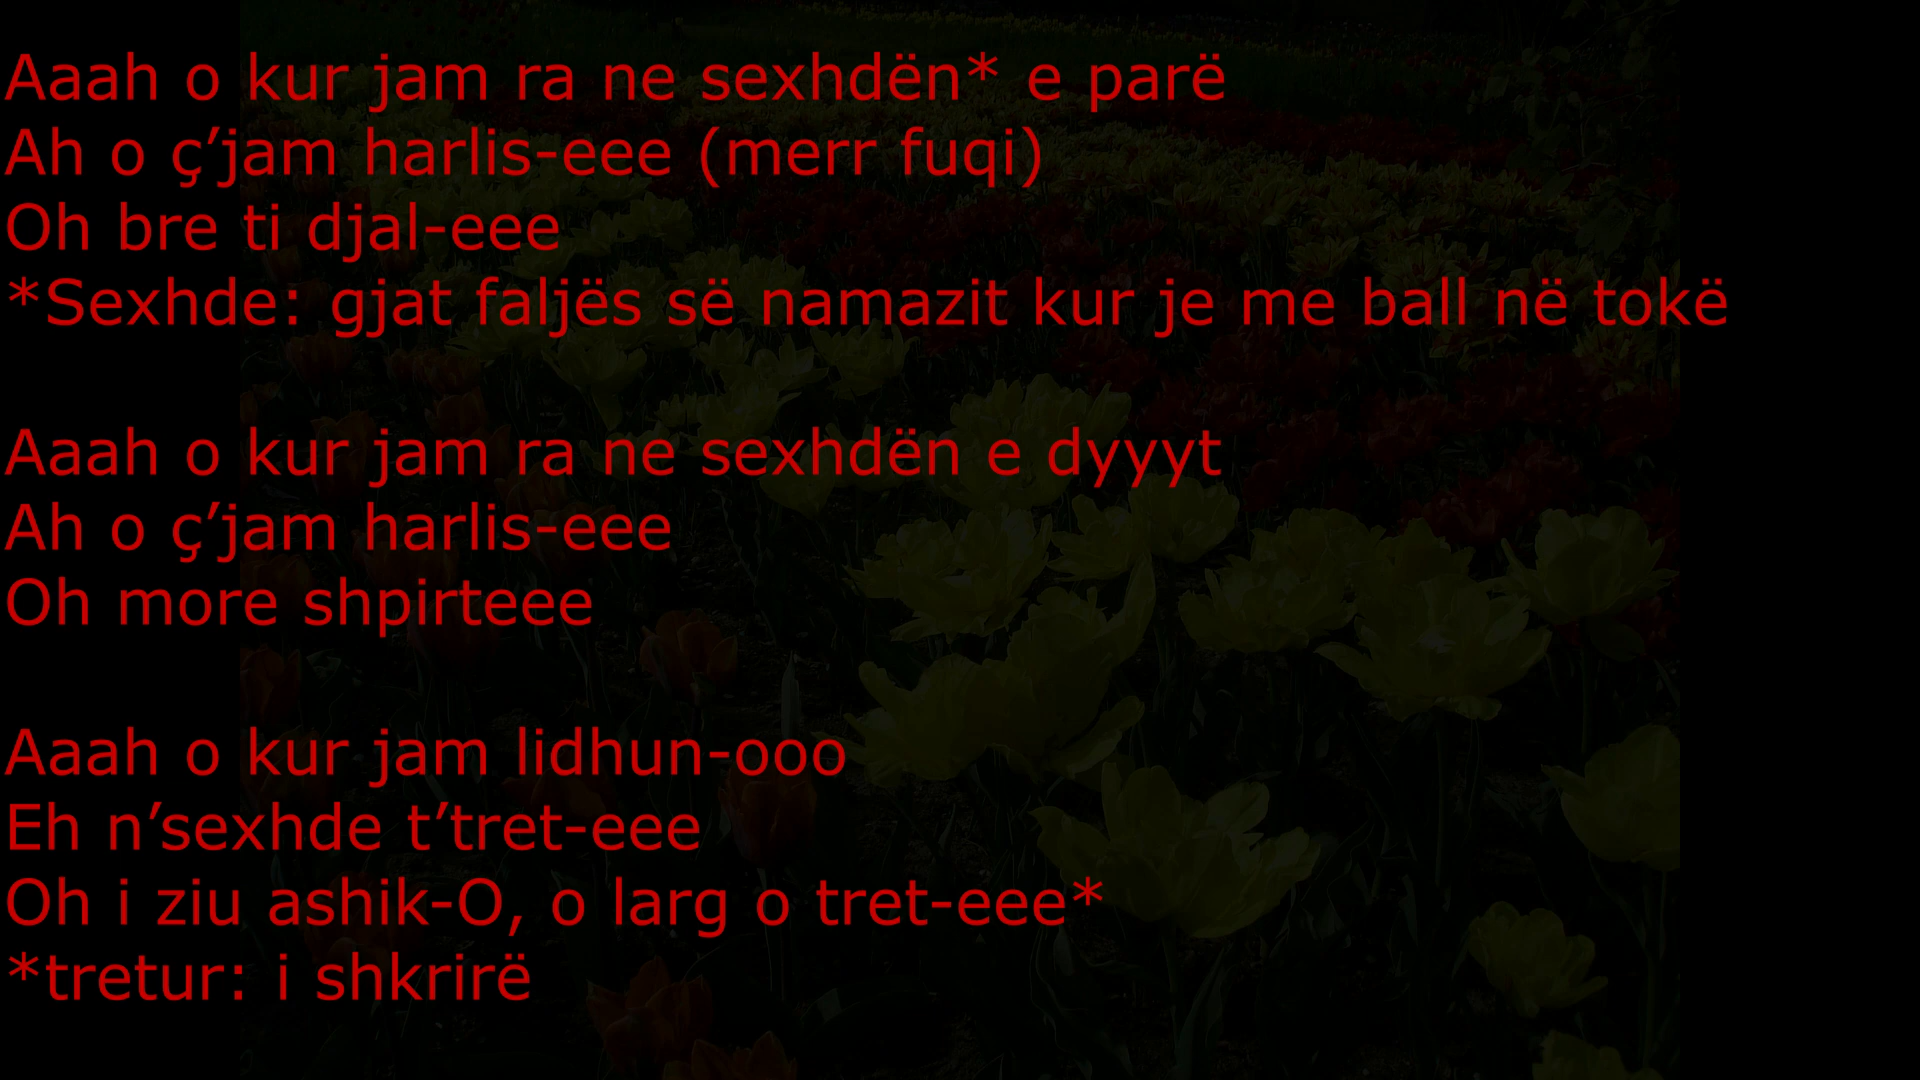 Aaah o kur jam ra ne sexhdën* e parë
Ah o ç’jam harlis-eee (merr fuqi)
Oh bre ti djal-eee
*Sexhde: gjat faljës së namazit kur je me ball në tokë
Aaah o kur jam ra ne sexhdën e dyyyt
Ah o ç’jam harlis-eee
Oh more shpirteee
Aaah o kur jam lidhun-ooo
Eh n’sexhde t’tret-eee
Oh i ziu ashik-O, o larg o tret-eee*
*tretur: i shkrirë